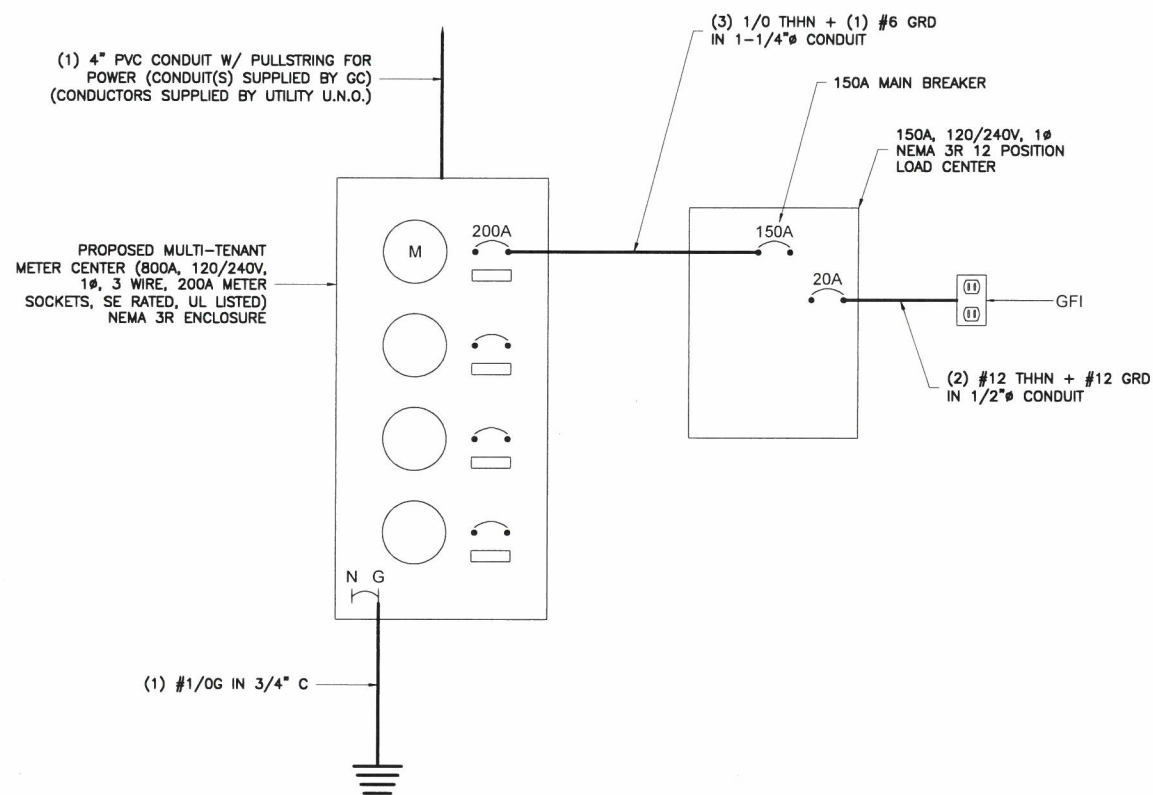 (1) 4" PVC CONDUIT W/ PULLSTRING FOR
POWER (CONDUIT(S) SUPPLIED BY GC)
(CONDUCTORS SUPPLIED BY UTILITY U.N.O.)
(3) 1/0 THHN + (1) #6 GRD
IN 1-1/4"ø CONDUIT
150A MAIN BREAKER
150A, 120/240V, 1ø
NEMA 3R 12 POSITION
LOAD CENTER
PROPOSED MULTI-TENANT
METER CENTER (800A, 120/240V,
1ø, 3 WIRE, 200A METER
SOCKETS, SE RATED, UL LISTED)
NEMA 3R ENCLOSURE
M
200A
150A
20A
GFI
(2) #12 THHN + #12 GRD
IN 1/2"ø CONDUIT
N G
(1) #1/0G IN 3/4" C